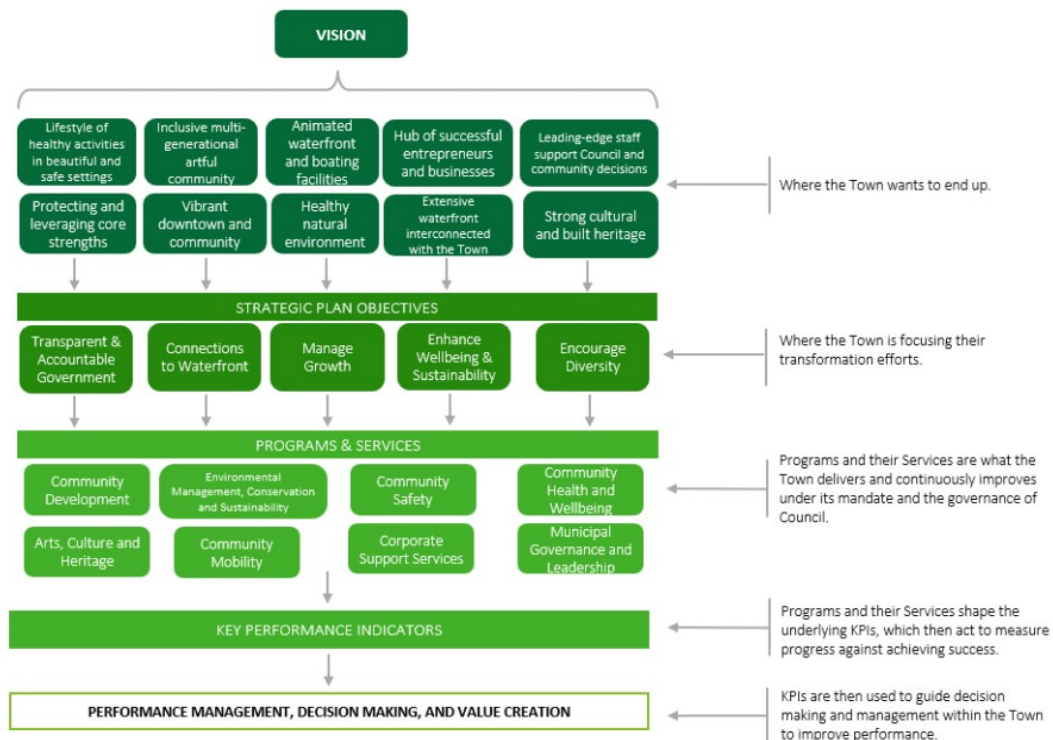 VISION
Lifestyle of
healthy activities
in beautiful and
safe settings
Inclusive multi-
generational
artful
community
Animated
waterfront
and boating
facilities
Hub of successful
entrepreneurs
and businesses
Leading-edge staff
support Council and
community decisions
Where the Town wants to end up.
Protecting and
leveraging core
strengths
Vibrant
downtown and
community
Healthy
natural
environment
Extensive
waterfront
interconnected
with the Town
Strong cultural
and built heritage
STRATEGIC PLAN OBJECTIVES
Transparent &
Accountable
Government
Connections
to Waterfront
Manage
Growth
Enhance
Wellbeing &
Sustainability
Encourage
Diversity
Where the Town is focusing their
transformation efforts.
PROGRAMS & SERVICES
Community
Development
Environmental
Management, Conservation
and Sustainability
Community
Safety
Community
Health and
Wellbeing
Programs and their Services are what the
Town delivers and continuously improves
under its mandate and the governance of
Council.
Arts, Culture and
Heritage
Community
Mobility
Corporate
Support Services
Municipal
Governance and
Leadership
KEY PERFORMANCE INDICATORS
Programs and their Services shape the
underlying KPIs, which then act to measure
progress against achieving success.
PERFORMANCE MANAGEMENT, DECISION MAKING, AND VALUE CREATION
KPIs are then used to guide decision
making and management within the Town
to improve performance.